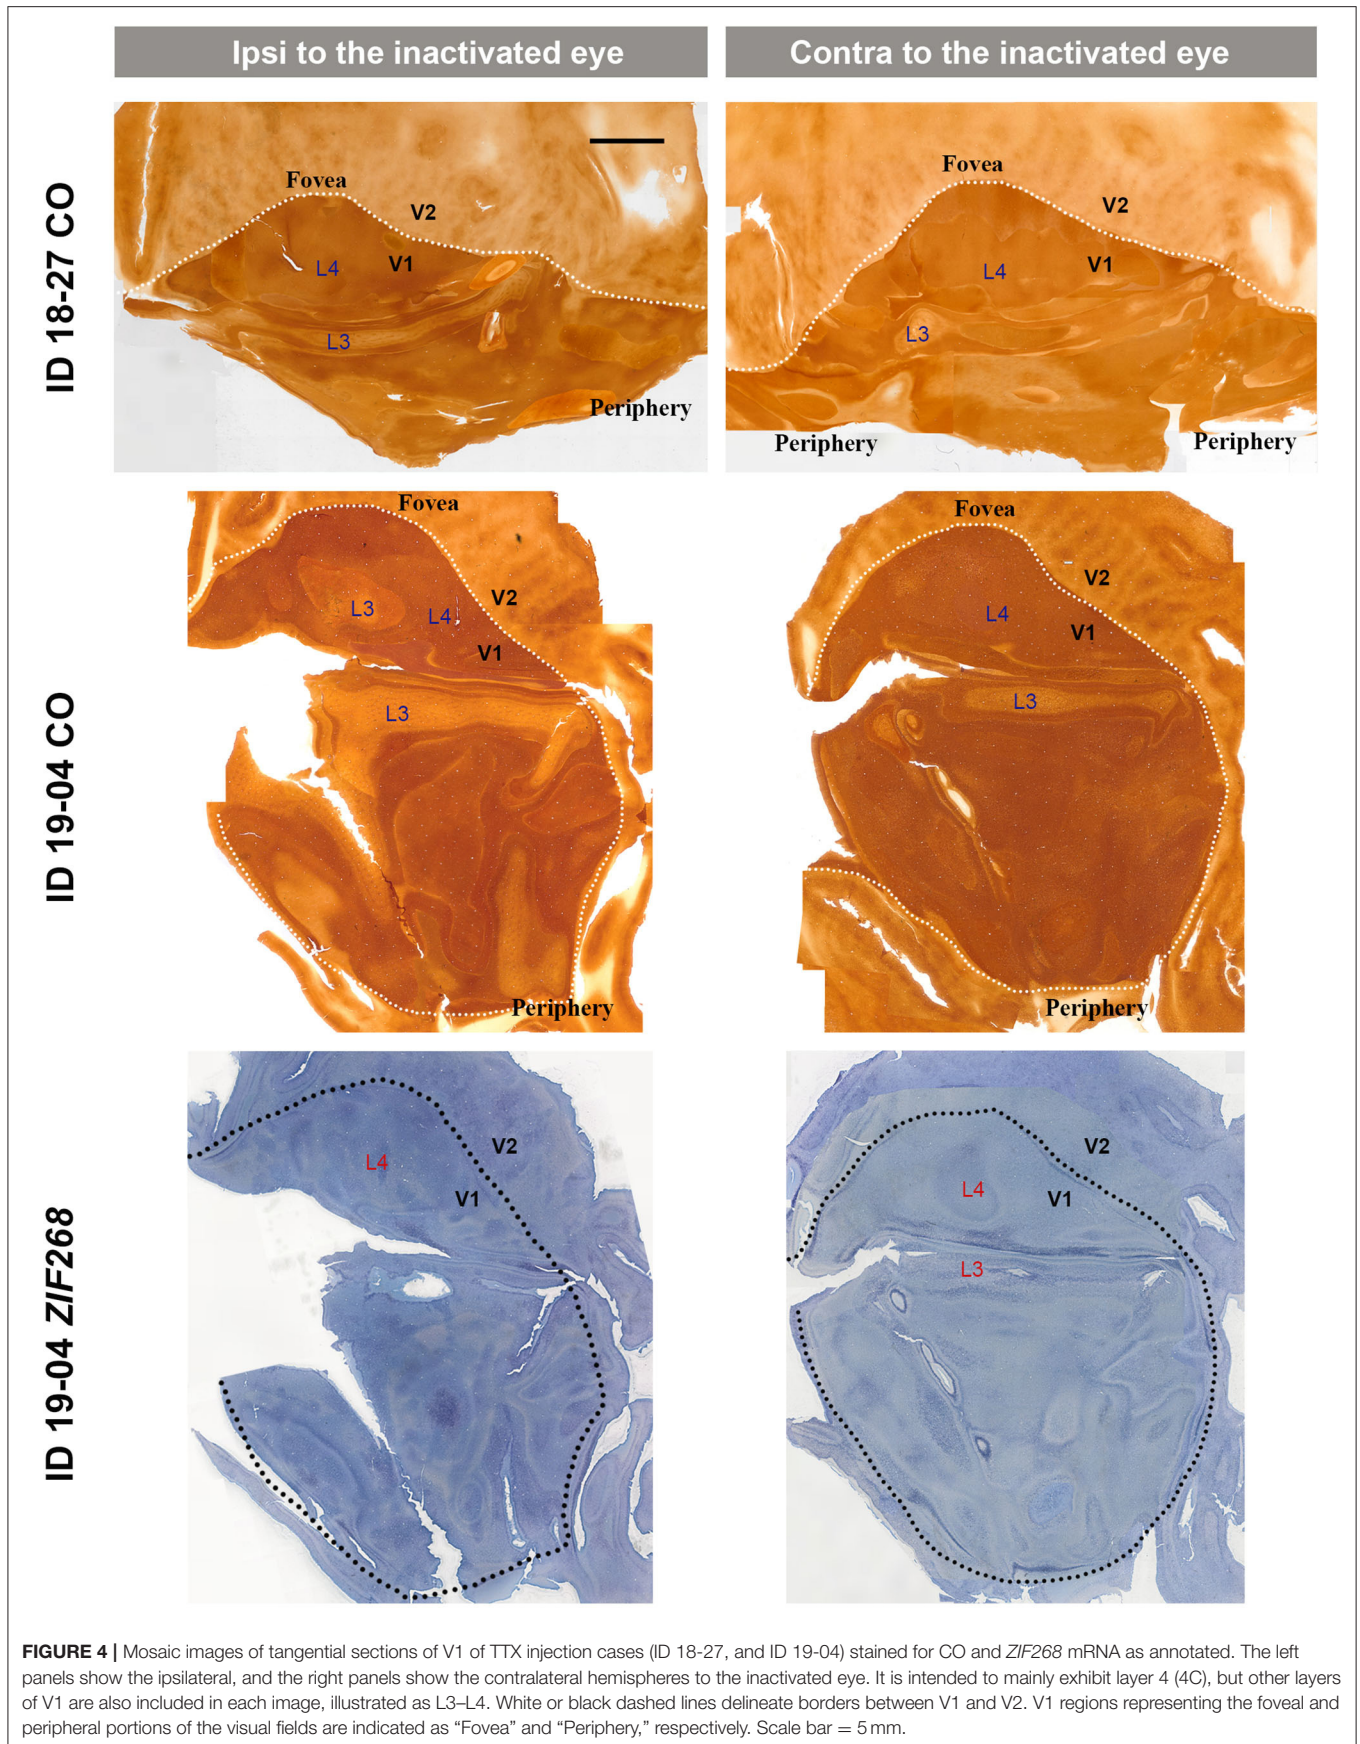 Ipsi to the inactivated eye
Contra to the inactivated eye
ID 18-27 CO
Fovea
V2
L4
V1
L3
Periphery
Fovea
V2
L4
V1
L3
Periphery
Periphery
ID 19-04 CO
Fovea
V2
L3
L4
V1
L3
Periphery
Fovea
V2
L4
V1
L3
Periphery
ID 19-04 ZIF268
V2
L4
V1
V2
L4
V1
L3
FIGURE 4 | Mosaic images of tangential sections of V1 of TTX injection cases (ID 18-27, and ID 19-04) stained for CO and ZIF268 mRNA as annotated. The left
panels show the ipsilateral, and the right panels show the contralateral hemispheres to the inactivated eye. It is intended to mainly exhibit layer 4 (4C), but other layers
of V1 are also included in each image, illustrated as L3–L4. White or black dashed lines delineate borders between V1 and V2. V1 regions representing the foveal and
peripheral portions of the visual fields are indicated as “Fovea” and “Periphery,” respectively. Scale bar = 5 mm.